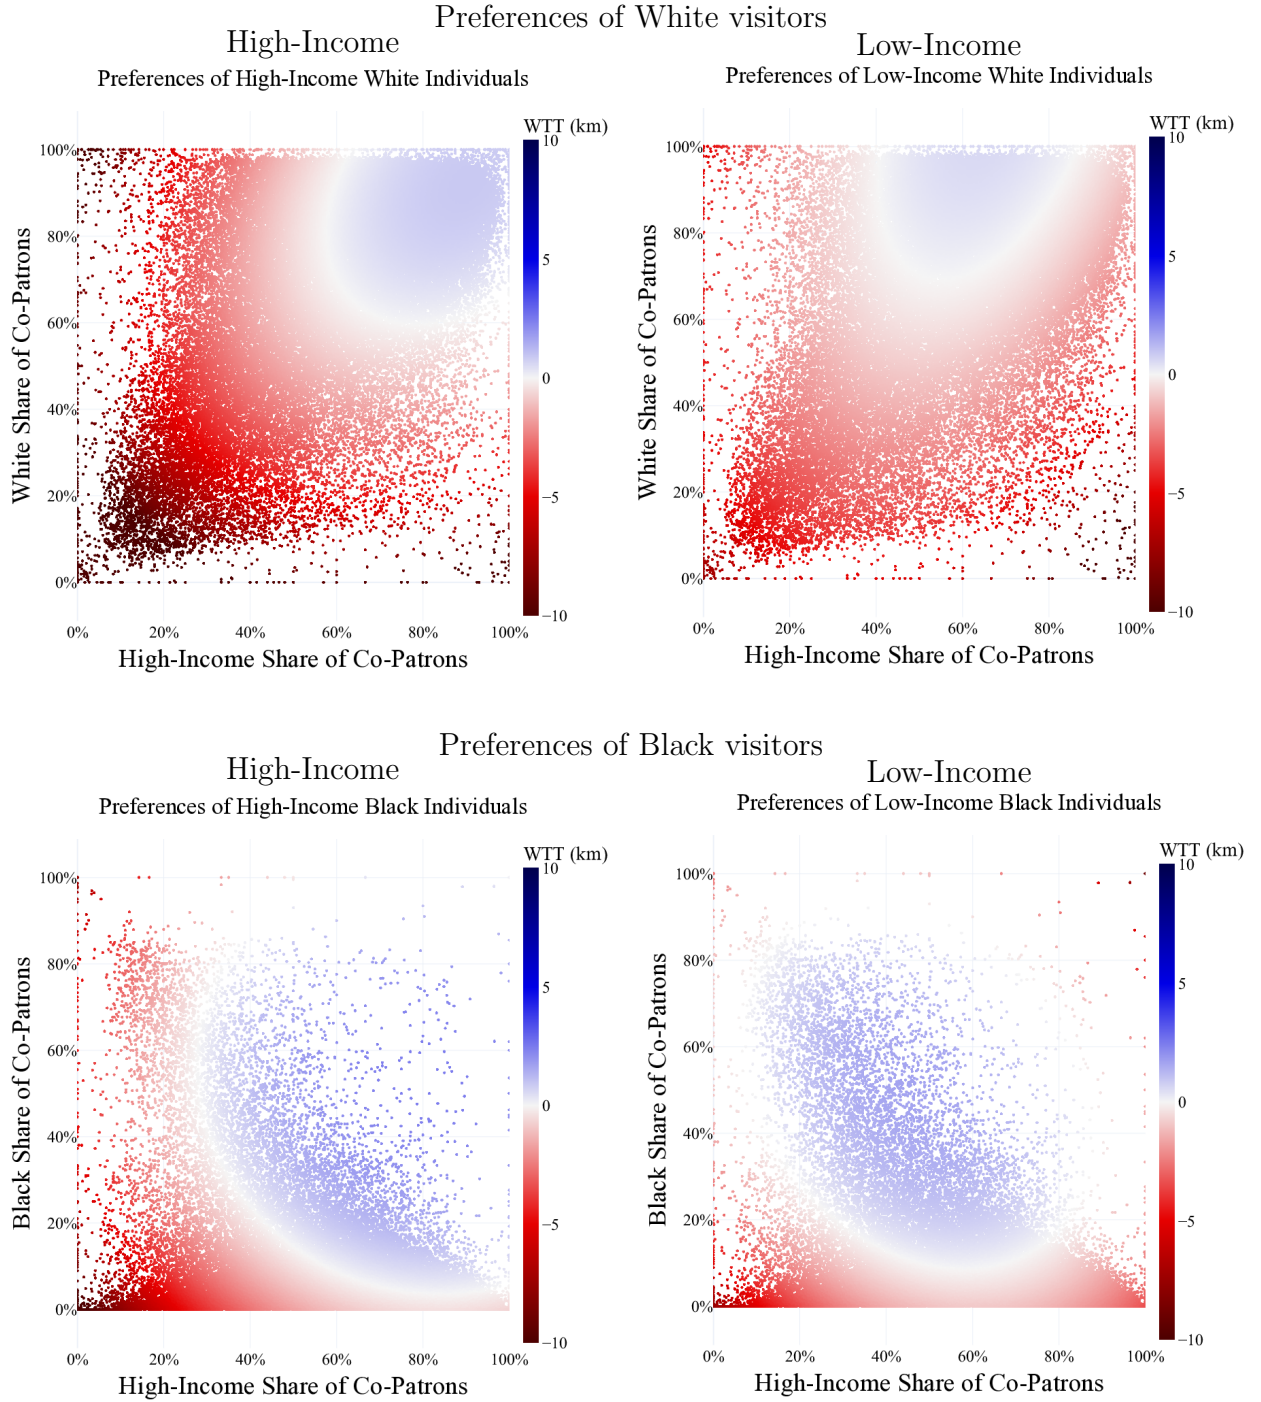 Preferences of White visitors
High-Income
Low-Income
Preferences of High-Income White Individuals
Preferences of Low-Income White Individuals
WTT (km)
10
5
0
−5
−10
100%
80%
60%
40%
20%
0%
White Share of Co-Patrons
0% 20% 40% 60% 80% 100%
High-Income Share of Co-Patrons
WTT (km)
10
5
0
−5
−10
100%
80%
60%
40%
20%
0%
White Share of Co-Patrons
0% 20% 40% 60% 80% 100%
High-Income Share of Co-Patrons
Preferences of Black visitors
High-Income
Low-Income
Preferences of High-Income Black Individuals
Preferences of Low-Income Black Individuals
WTT (km)
10
5
0
−5
−10
100%
80%
60%
40%
20%
0%
Black Share of Co-Patrons
0% 20% 40% 60% 80% 100%
High-Income Share of Co-Patrons
WTT (km)
10
5
0
−5
−10
100%
80%
60%
40%
20%
0%
Black Share of Co-Patrons
0% 20% 40% 60% 80% 100%
High-Income Share of Co-Patrons